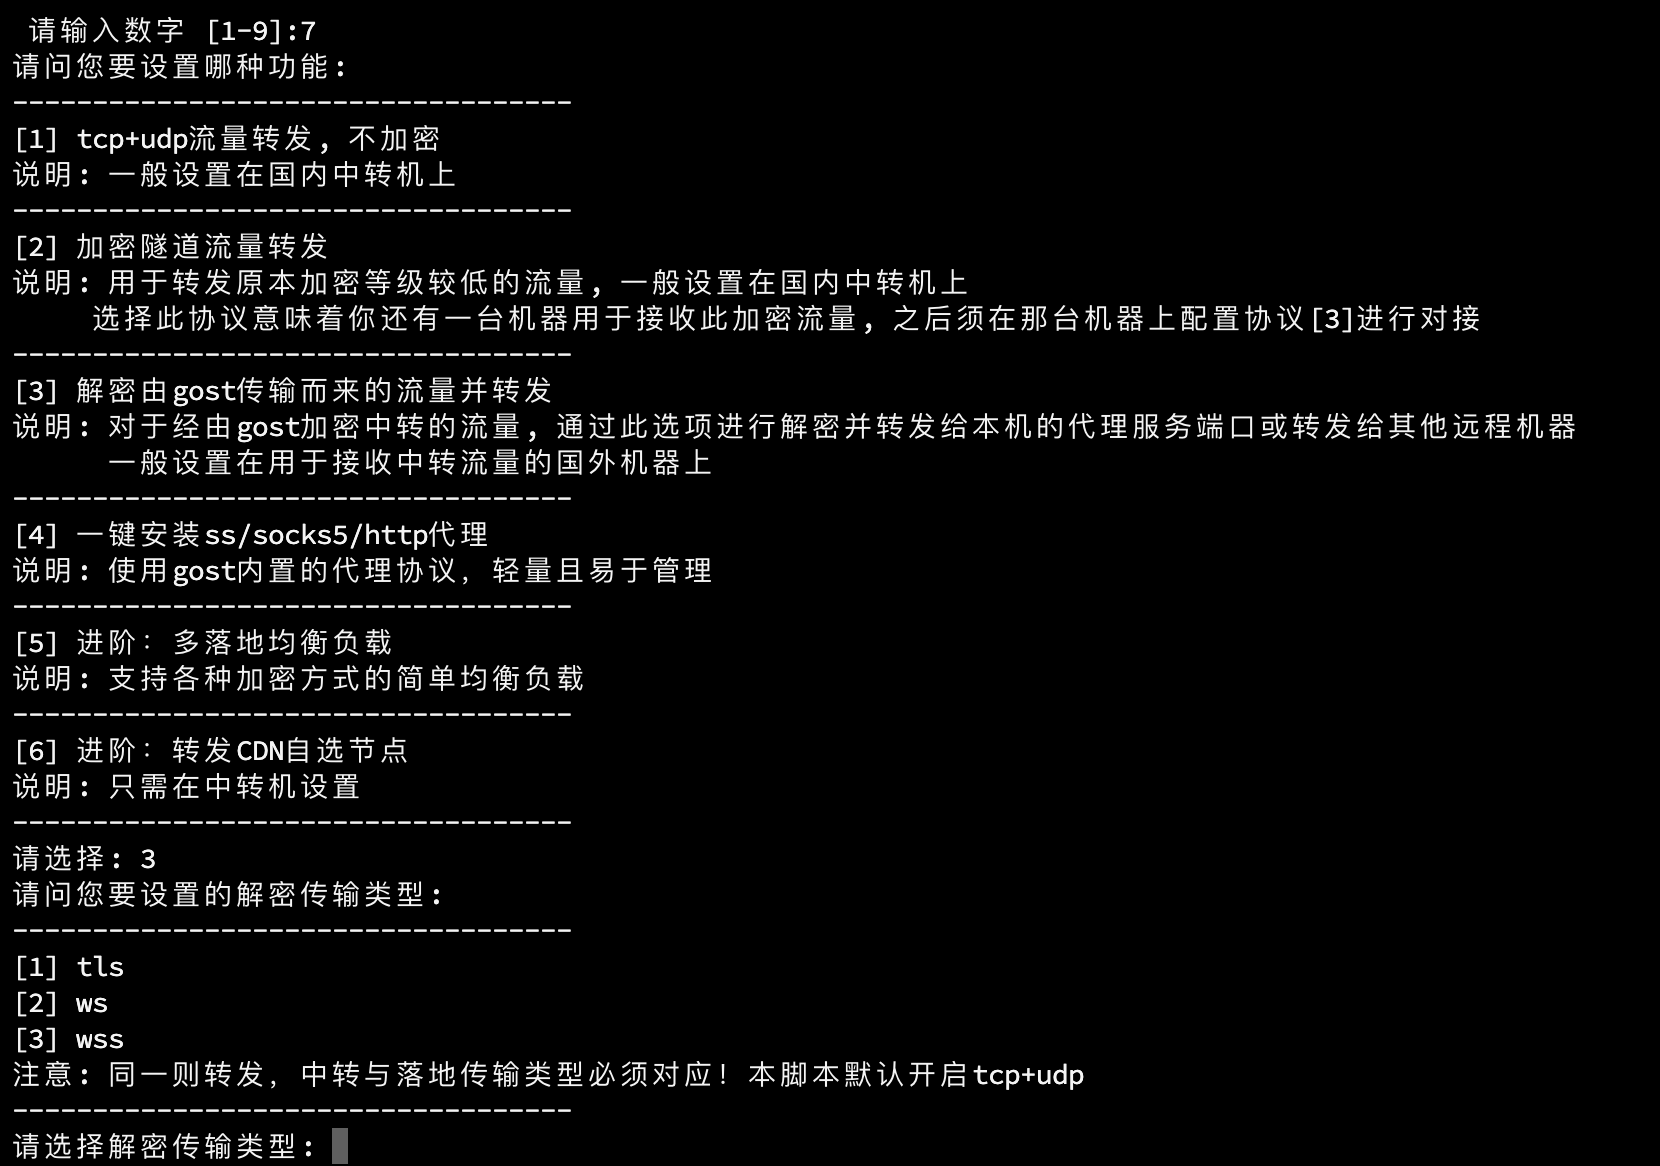 请输入数字 [1-9]:7
请问您要设置哪种功能：
-----------------------------------
[1] tcp+udp流量转发, 不加密
说明: 一般设置在国内中转机上
-----------------------------------
[2] 加密隧道流量转发
说明: 用于转发原本加密等级较低的流量, 一般设置在国内中转机上
     选择此协议意味着你还有一台机器用于接收此加密流量, 之后须在那台机器上配置协议[3]进行对接
-----------------------------------
[3] 解密由gost传输而来的流量并转发
说明: 对于经由gost加密中转的流量, 通过此选项进行解密并转发给本机的代理服务端口或转发给其他远程机器
      一般设置在用于接收中转流量的国外机器上
-----------------------------------
[4] 一键安装ss/socks5/http代理
说明: 使用gost内置的代理协议，轻量且易于管理
-----------------------------------
[5] 进阶：多落地均衡负载
说明: 支持各种加密方式的简单均衡负载
-----------------------------------
[6] 进阶：转发CDN自选节点
说明: 只需在中转机设置
-----------------------------------
请选择: 3
请问您要设置的解密传输类型:
-----------------------------------
[1] tls
[2] ws
[3] wss
注意: 同一则转发，中转与落地传输类型必须对应！本脚本默认开启tcp+udp
-----------------------------------
请选择解密传输类型: